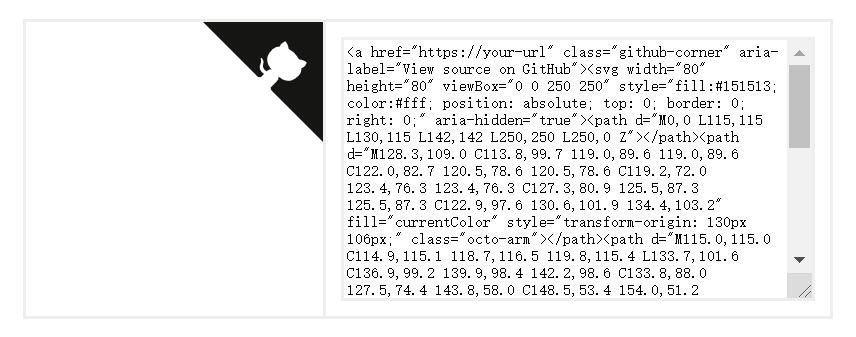 <a href="https://your-url" class="github-corner" aria-
label="View source on GitHub"><svg width="80"
height="80" viewBox="0 0 250 250" style="fill:#151513;
color:#fff; position: absolute; top: 0; border: 0;
right: 0;" aria-hidden="true"><path d="M0,0 L115,115
L130,115 L142,142 L250,250 L250,0 Z"></path><path
d="M128.3,109.0 C113.8,99.7 119.0,89.6 119.0,89.6
C122.0,82.7 120.5,78.6 120.5,78.6 C119.2,72.0
123.4,76.3 123.4,76.3 C127.3,80.9 125.5,87.3
125.5,87.3 C122.9,97.6 130.6,101.9 134.4,103.2"
fill="currentColor" style="transform-origin: 130px
106px;" class="octo-arm"></path><path d="M115.0,115.0
C114.9,115.1 118.7,116.5 119.8,115.4 L133.7,101.6
C136.9,99.2 139.9,98.4 142.2,98.6 C133.8,88.0
127.5,74.4 143.8,58.0 C148.5,53.4 154.0,51.2